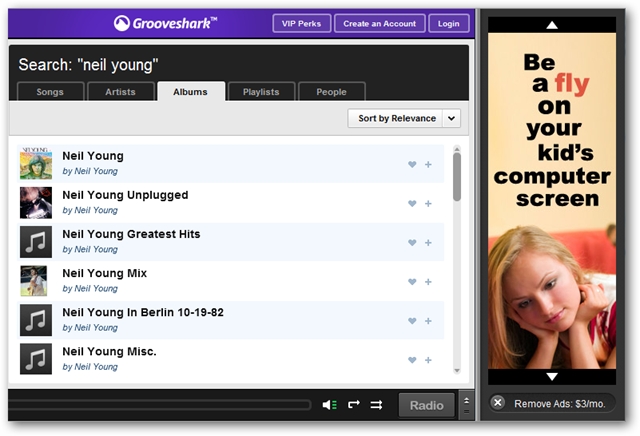 Grooveshark™
VIP Perks
Create an Account
Login
Search: "neil young"
Songs
Artists
Albums
Playlists
People
Sort by Relevance
Neil Young
by Neil Young
Neil Young Unplugged
by Neil Young
Neil Young Greatest Hits
by Neil Young
Neil Young Mix
by Neil Young
Neil Young In Berlin 10-19-82
by Neil Young
Neil Young Misc.
by Neil Young
Radio
Be
a fly
on
your
kid's
computer
screen
Remove Ads: $3/mo.